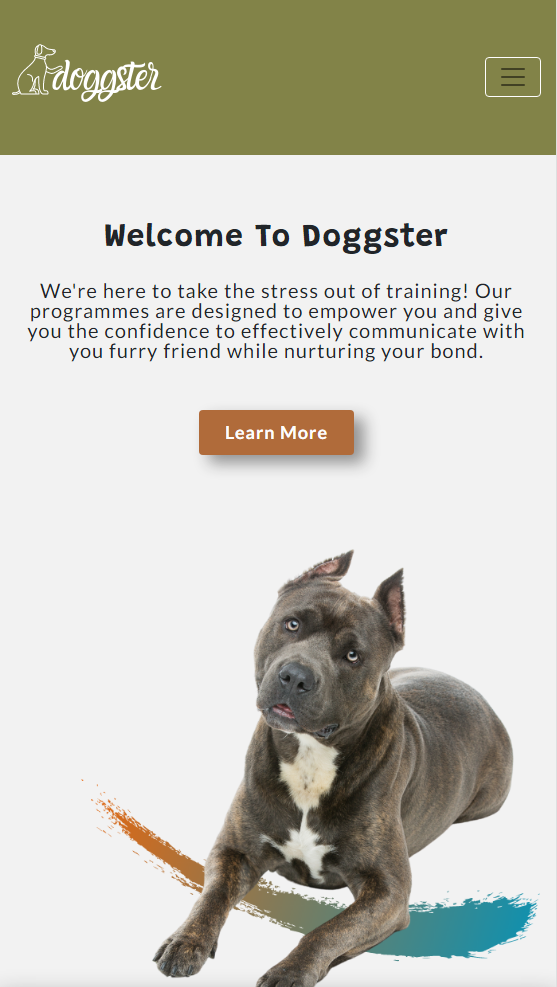 doggster
Welcome To Doggster
We're here to take the stress out of training! Our
programmes are designed to empower you and give
you the confidence to effectively communicate with
you furry friend while nurturing your bond.
Learn More